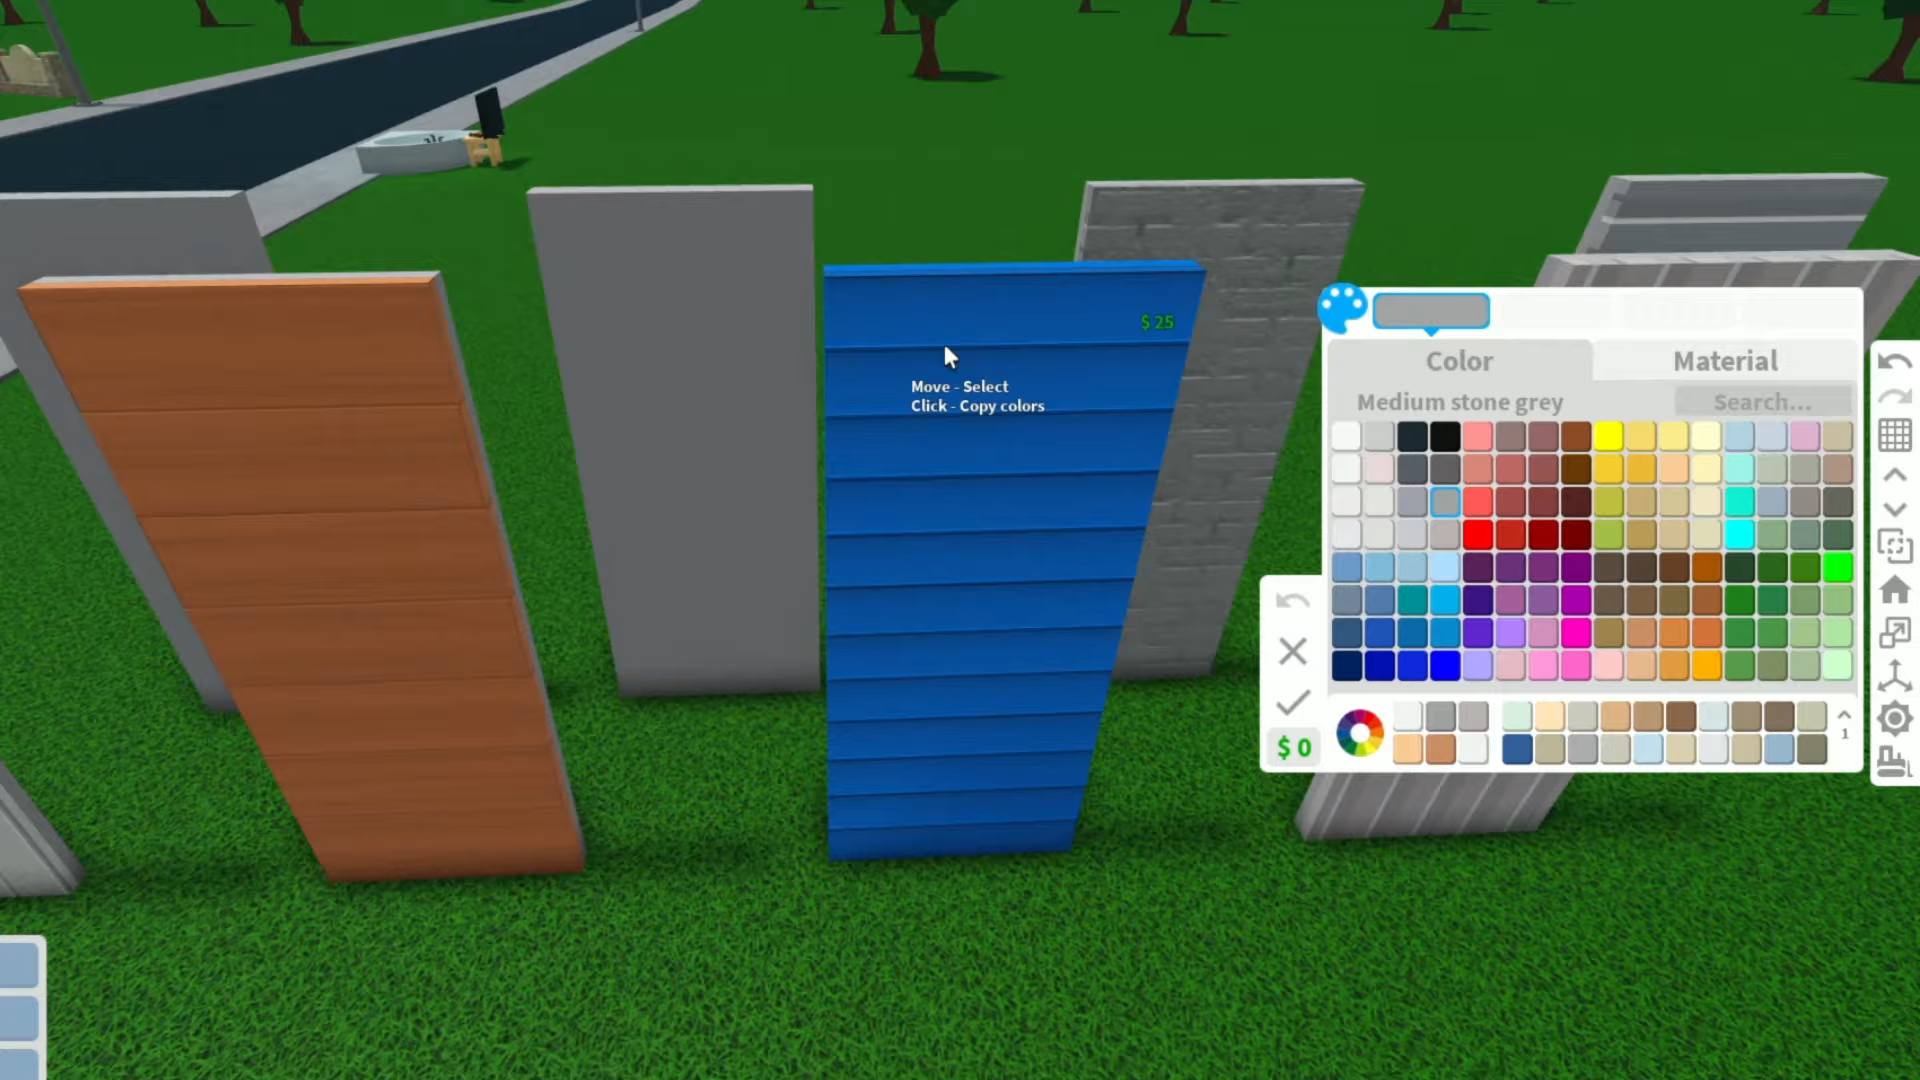 $ 25
Move - Select
Click - Copy colors
Color
Material
Medium stone grey
Search...
1
$ 0